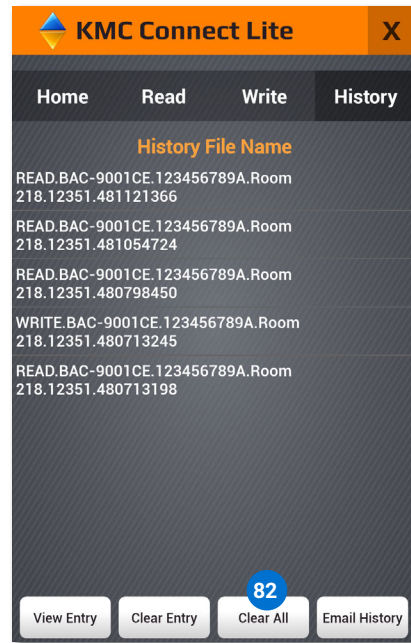 KMC Connect Lite X
Home Read Write History
History File Name
READ.BAC-9001CE.123456789A.Room
218.12351.481121366
READ.BAC-9001CE.123456789A.Room
218.12351.481054724
READ.BAC-9001CE.123456789A.Room
218.12351.480798450
WRITE.BAC-9001CE.123456789A.Room
218.12351.480713245
READ.BAC-9001CE.123456789A.Room
218.12351.480713198
82
View Entry Clear Entry Clear All Email History